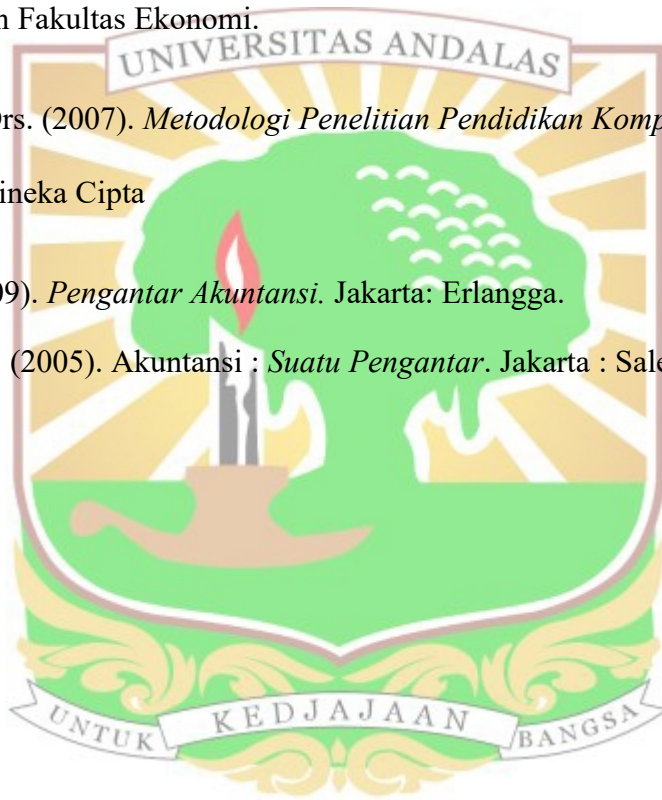 n Fakultas Ekonomi.
UNIVERSITAS ANDALAS
Drs. (2007). Metodologi Penelitian Pendidikan Komp
ineka Cipta
09). Pengantar Akuntansi. Jakarta: Erlangga.
(2005). Akuntansi : Suatu Pengantar. Jakarta : Sale
UNTUK KEDJAJAAN BANGSA